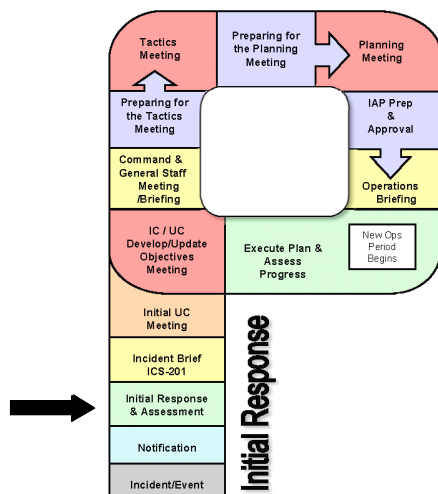 Tactics
Meeting
Preparing for
the Planning
Meeting
Planning
Meeting
Preparing for
the Tactics
Meeting
IAP Prep
&
Approval
Command &
General Staff
Meeting
/Briefing
Operations
Briefing
IC / UC
Develop/Update
Objectives
Meeting
Execute Plan &
Assess
Progress
New Ops
Period
Begins
Initial UC
Meeting
Incident Brief
ICS-201
Initial Response
& Assessment
Notification
Incident/Event
Initial Response